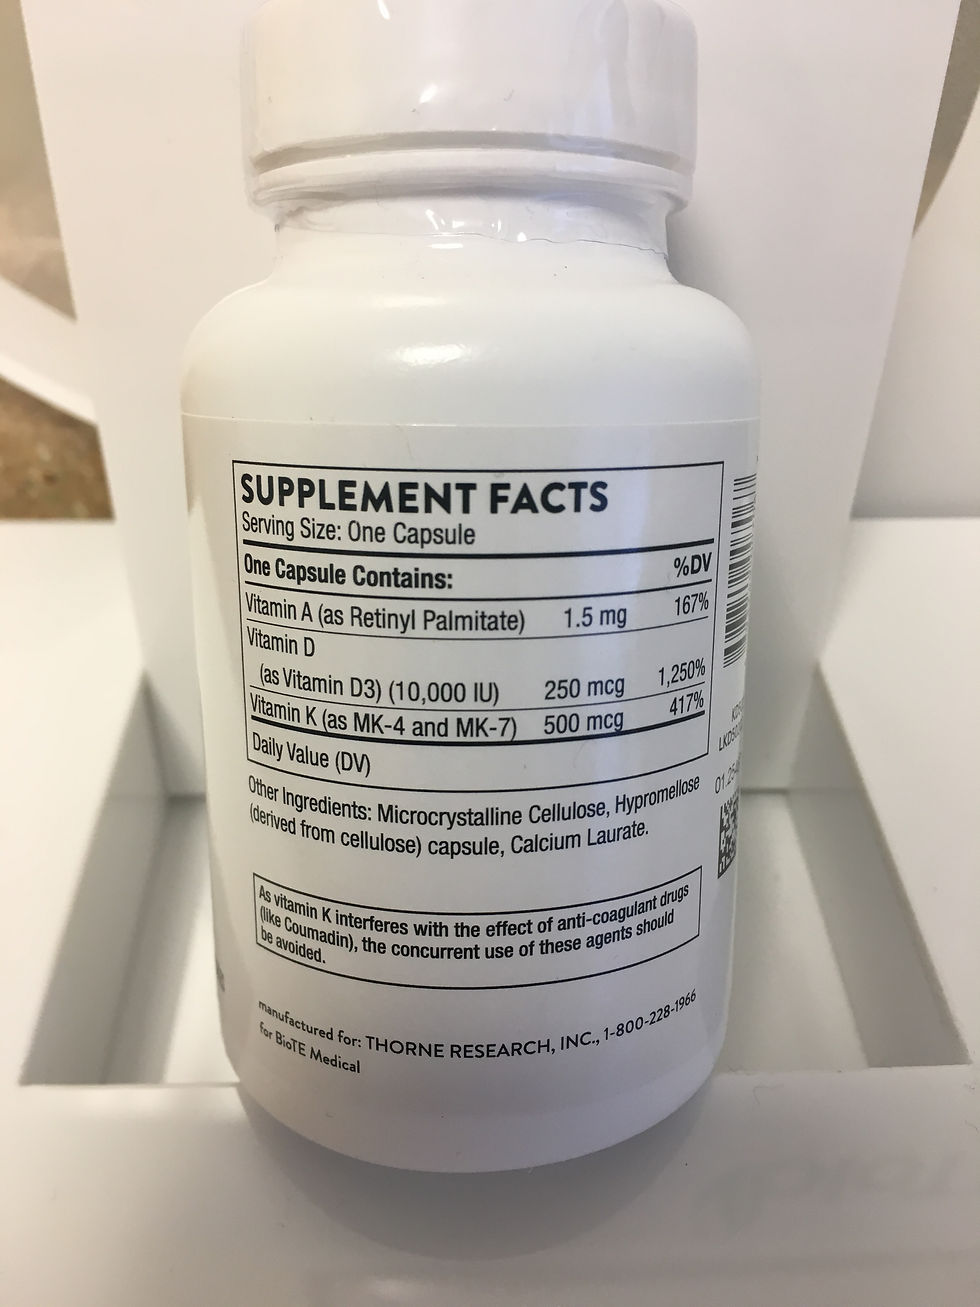 SUPPLEMENT FACTS
Serving Size: One Capsule
One Capsule Contains: %DV
Vitamin A (as Retinyl Palmitate) 1.5 mg 167%
Vitamin D
(as Vitamin D3) (10,000 IU) 250 mcg 1,250%
Vitamin K (as MK-4 and MK-7) 500 mcg 417%
Daily Value (DV)
Other Ingredients: Microcrystalline Cellulose, Hypromellose
(derived from cellulose) capsule, Calcium Laurate.
As vitamin K interferes with the effect of anti-coagulant drugs
(like Coumadin), the concurrent use of these agents should
be avoided.
manufactured for: THORNE RESEARCH, INC., 1-800-228-1966
for BioTE Medical